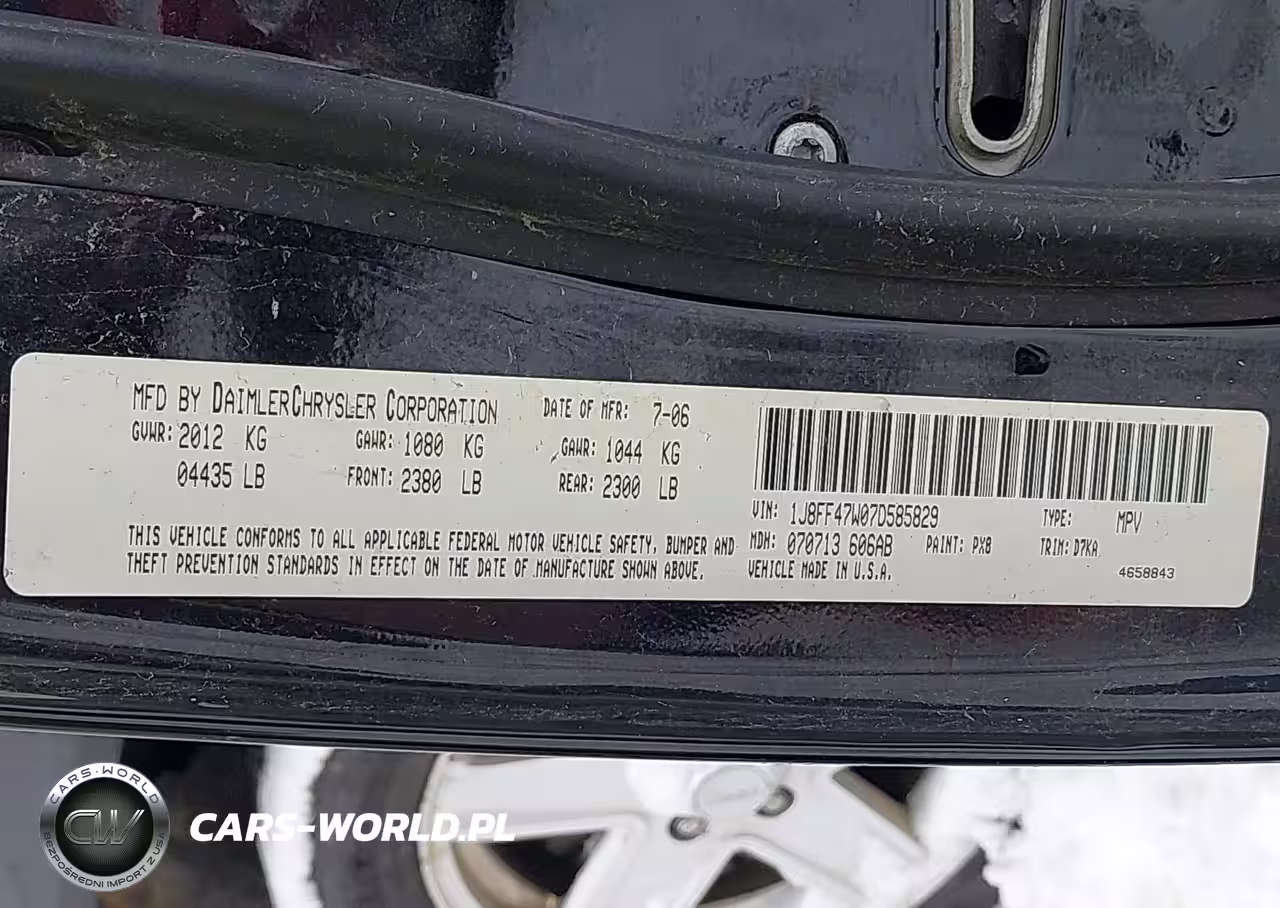 MFD BY DAIMLERCHRYSLER CORPORATION DATE OF MFR: 7-06
GVWR: 2012 KG GAWR: 1080 KG GAWR: 1044 KG
04435 LB FRONT: 2380 LB REAR: 2300 LB
VIN: 1J8FF47W07D585829 TYPE: MPV
THIS VEHICLE CONFORMS TO ALL APPLICABLE FEDERAL MOTOR VEHICLE SAFETY, BUMPER AND
THEFT PREVENTION STANDARDS IN EFFECT ON THE DATE OF MANUFACTURE SHOWN ABOVE.
MDH: 070713 606AB PAINT: PX8 TRIM: D7KA
VEHICLE MADE IN U.S.A. 4658843
CARS-WORLD
CW
BEZPOŚREDNI IMPORT Z USA
CARS-WORLD.PL